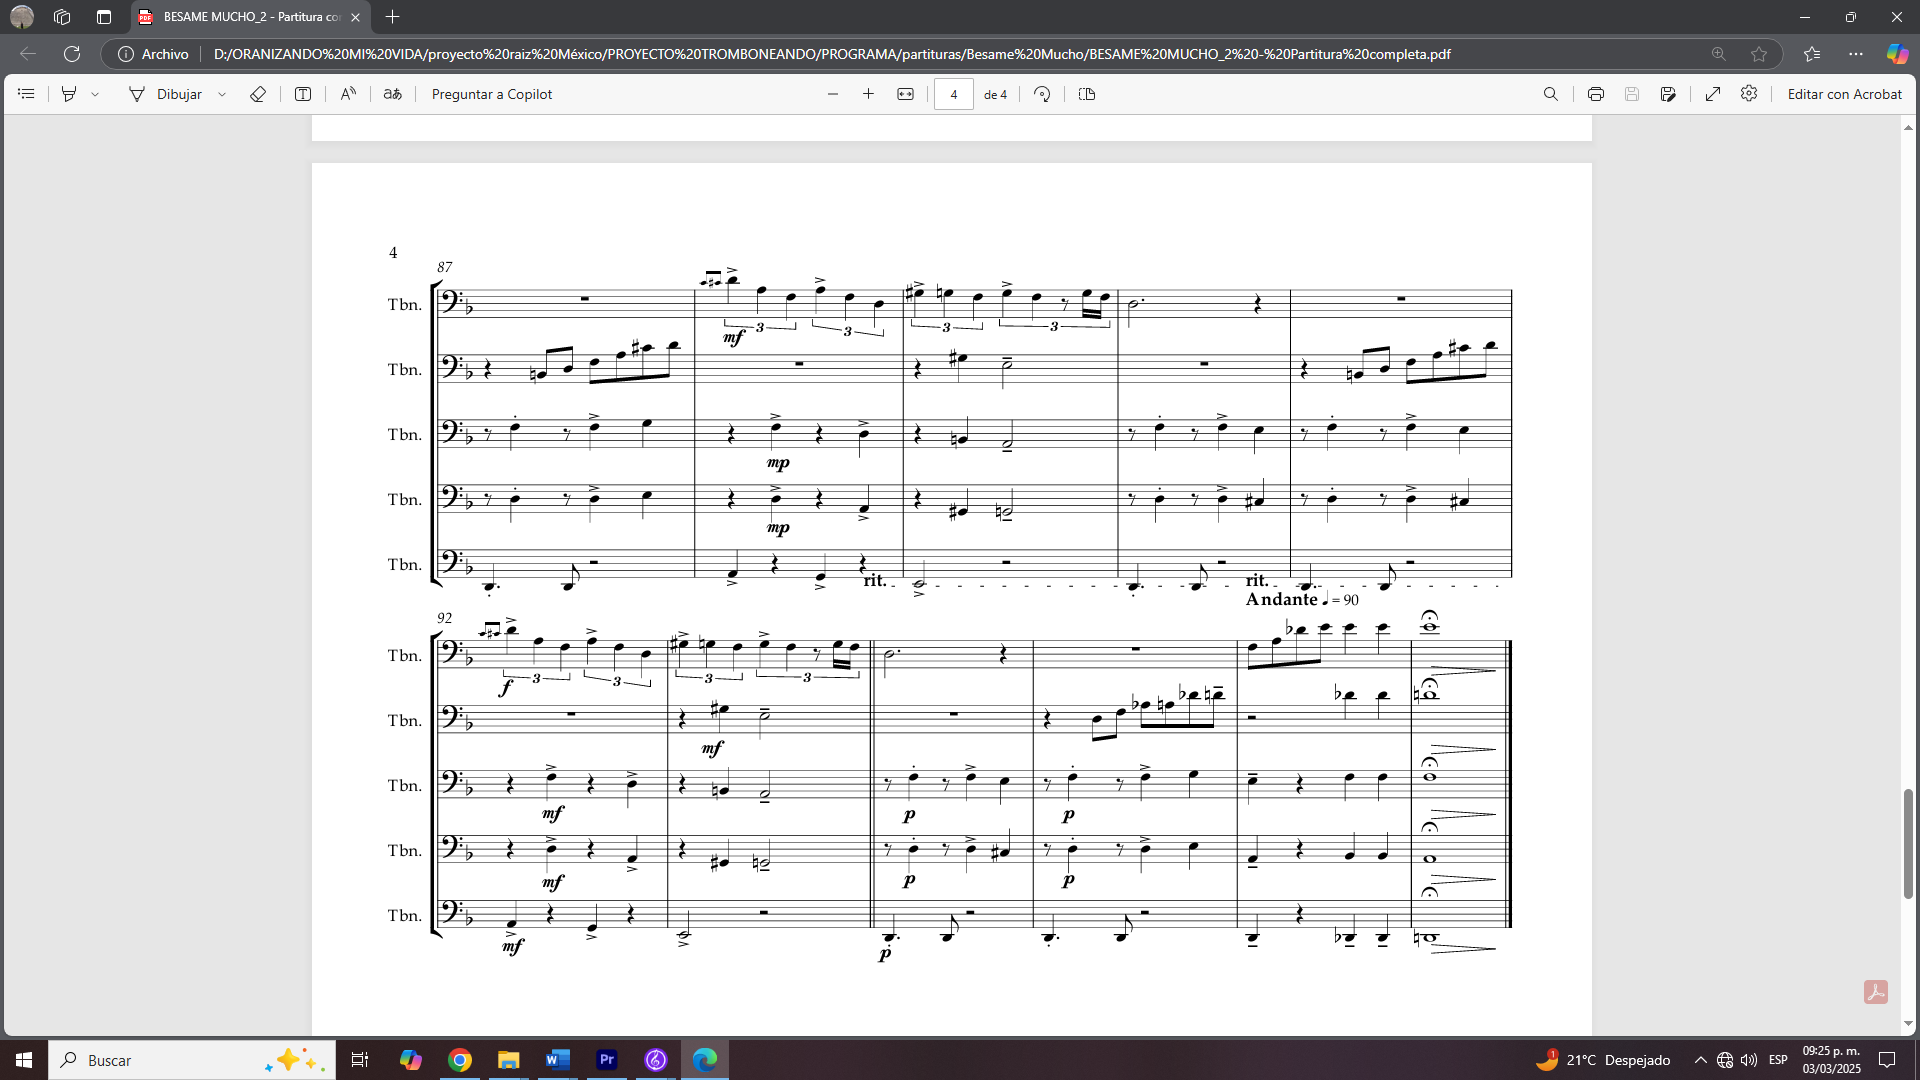 BESAME MUCHO_2 - Partitura co
Archivo
D:/ORANIZANDO%20MI%20VIDA/proyecto%20raiz%20México/PROYECTO%20TROMBONEANDO/PROGRAMA/partituras/Besame%20Mucho/BESAME%20MUCHO_2%20-%20Partitura%20completa.pdf
Dibujar
Preguntar a Copilot
4 de 4
Editar con Acrobat
4
87
Tbn.
3 3 3 3
mf
Tbn.
Tbn.
mp
Tbn.
mp
Tbn.
rit. rit.
Andante ♩ = 90
92
Tbn.
3 3 3 3
f
Tbn.
mf
Tbn.
mf p p
Tbn.
mf p p
Tbn.
mf p
Buscar
1 21°C Despejado
ESP
09:25 p. m.
03/03/2025